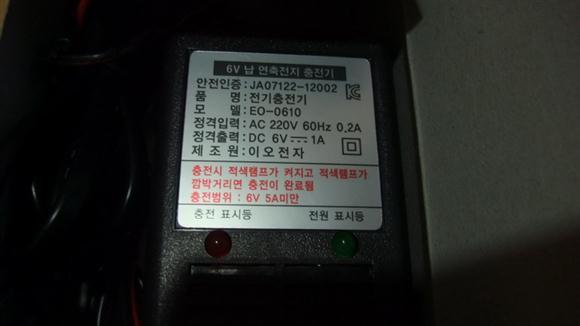 6V 납 연축전지 충전기
안전인증 : JA07122-12002
품 명 : 전기충전기
모 델 : EO-0610
정격입력 : AC 220V 60Hz 0.2A
정격출력 : DC 6V ⎓ 1A
제 조 원 : 이오전자
충전시 적색램프가 켜지고 적색램프가
깜박거리면 충전이 완료됨
충전범위 : 6V 5A미만
충전 표시등 전원 표시등